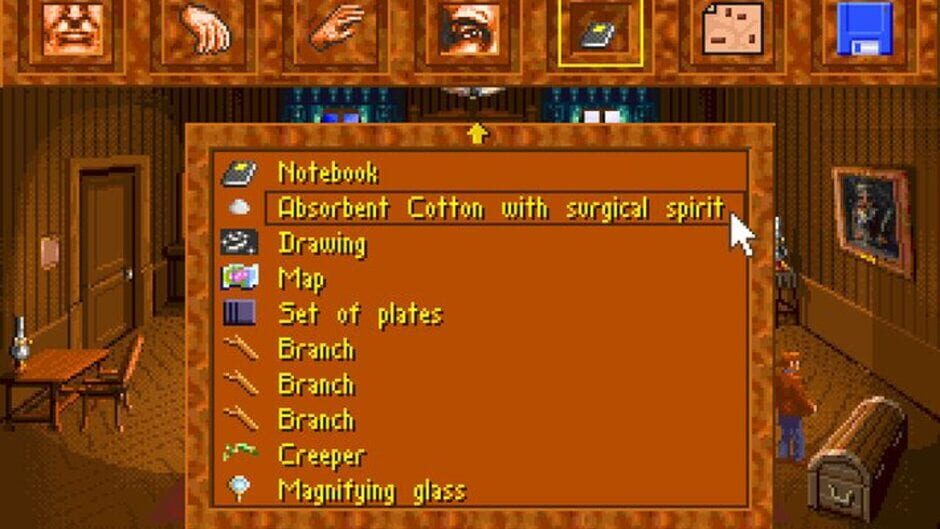 Notebook
Absorbent Cotton with surgical spirit
Drawing
Map
Set of plates
Branch
Branch
Branch
Creeper
Magnifying glass